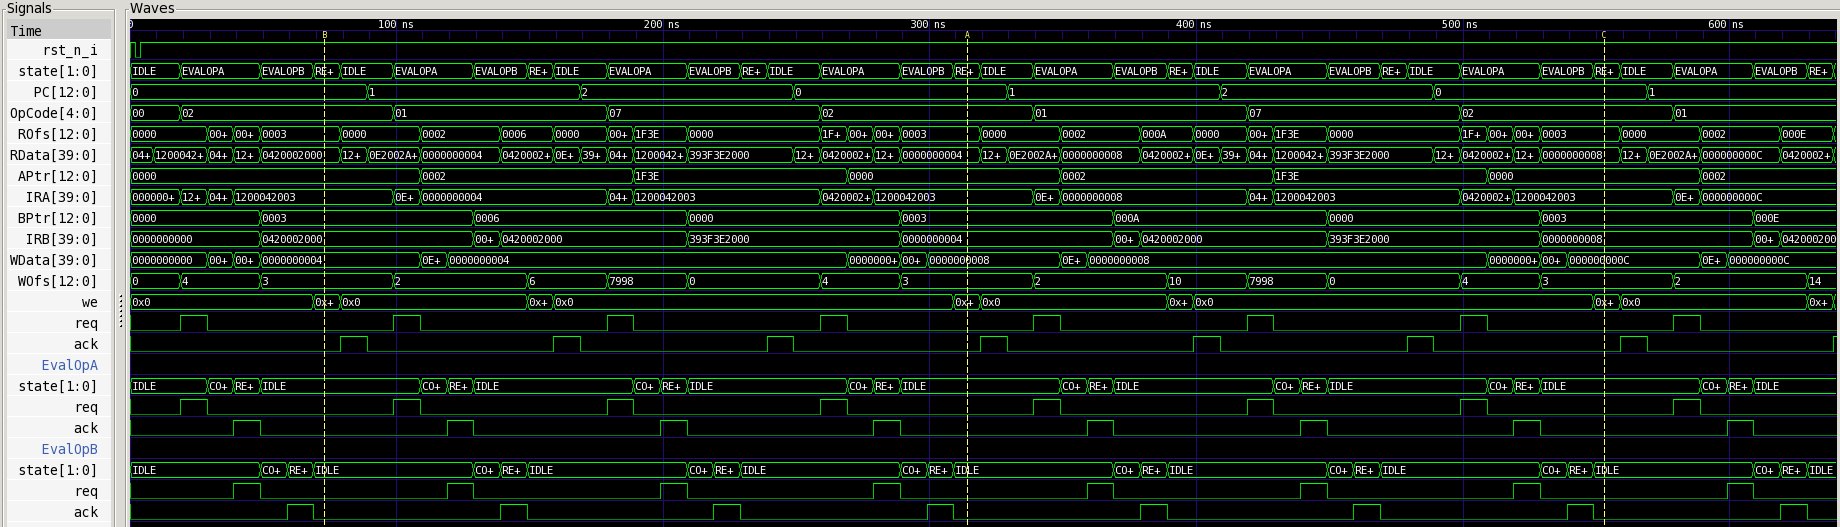 Signals Waves
Time 0 100 ns 200 ns 300 ns 400 ns 500 ns 600 ns
B A C
rst_n_i
state[1:0] IDLE EVALOPA EVALOPB RE+ IDLE EVALOPA EVALOPB RE+ IDLE EVALOPA EVALOPB RE+ IDLE EVALOPA EVALOPB RE+ IDLE EVALOPA EVALOPB RE+ IDLE EVALOPA EVALOPB RE+ IDLE EVALOPA EVALOPB RE+ IDLE EVALOPA EVALOPB RE+
PC[12:0] 0 1 2 0 1 2 0 1
OpCode[4:0] 00 02 01 07 02 01 07 02 01
ROfs[12:0] 0000 00+ 00+ 0003 0000 0002 0006 0000 00+ 1F3E 0000 1F+ 00+ 00+ 0003 0000 0002 000A 0000 00+ 1F3E 0000 1F+ 00+ 00+ 0003 0000 0002 000E
RData[39:0] 04+ 1200042+ 04+ 12+ 0420002000 12+ 0E2002A+ 0000000004 0420002+ 0E+ 39+ 04+ 1200042+ 393F3E2000 12+ 0420002+ 12+ 0000000004 12+ 0E2002A+ 0000000008 0420002+ 0E+ 39+ 04+ 1200042+ 393F3E2000 12+ 0420002+ 12+ 0000000008 12+ 0E2002A+ 000000000C 0420002+
APtr[12:0] 0000 0002 1F3E 0000 0002 1F3E 0000 0002
IRA[39:0] 000000+ 12+ 04+ 1200042003 0E+ 0000000004 04+ 1200042003 0420002+ 1200042003 0E+ 0000000008 04+ 1200042003 0420002+ 1200042003 0E+ 000000000C
BPtr[12:0] 0000 0003 0006 0000 0003 000A 0000 0003 000E
IRB[39:0] 0000000000 0420002000 00+ 0420002000 393F3E2000 0000000004 00+ 0420002000 393F3E2000 0000000008 00+ 042000200
WData[39:0] 0000000000 00+ 00+ 0000000004 0E+ 0000000004 0000000+ 00+ 0000000008 0E+ 0000000008 0000000+ 00+ 000000000C 0E+ 000000000C
WOfs[12:0] 0 4 3 2 6 7998 0 4 3 2 10 7998 0 4 3 2 14
we 0x0 0x+ 0x0 0x+ 0x0 0x+ 0x0 0x+ 0x0 0x+ 0x0 0x+
req
ack
EvalOpA
state[1:0] IDLE CO+ RE+ IDLE CO+ RE+ IDLE CO+ RE+ IDLE CO+ RE+ IDLE CO+ RE+ IDLE CO+ RE+ IDLE CO+ RE+ IDLE CO+ RE+ IDLE
req
ack
EvalOpB
state[1:0] IDLE CO+ RE+ IDLE CO+ RE+ IDLE CO+ RE+ IDLE CO+ RE+ IDLE CO+ RE+ IDLE CO+ RE+ IDLE CO+ RE+ IDLE CO+ RE+ IDLE
req
ack